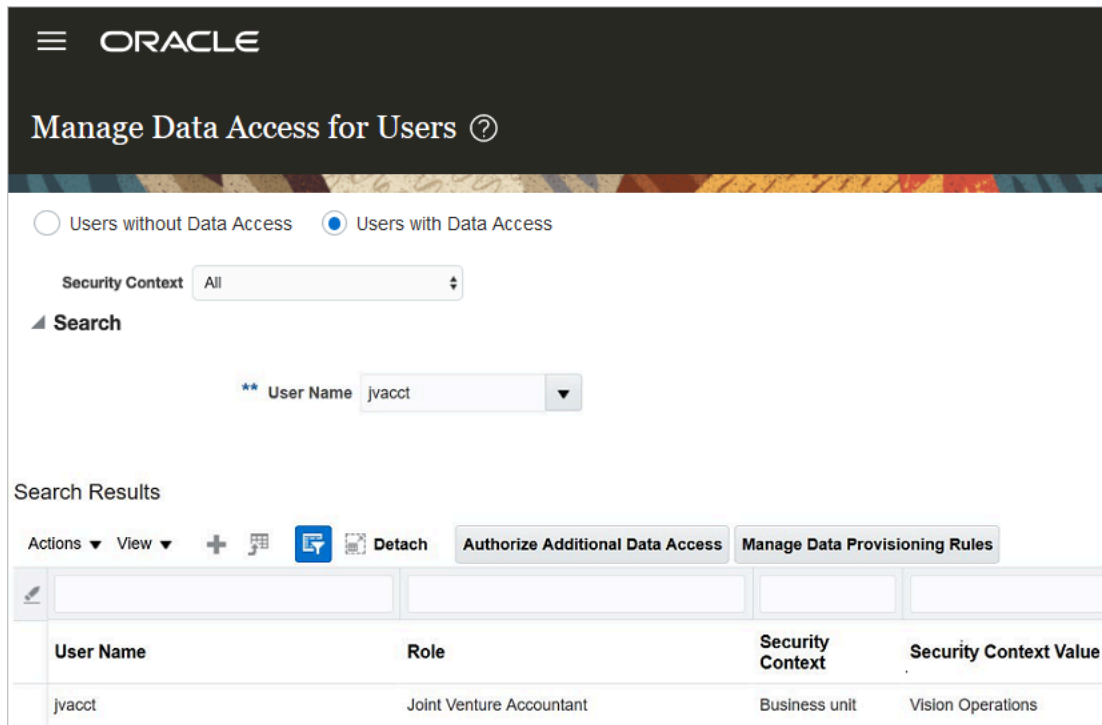 ORACLE
Manage Data Access for Users ?
Users without Data Access Users with Data Access
Security Context All
Search
** User Name jvacct
Search Results
Actions View Detach Authorize Additional Data Access Manage Data Provisioning Rules
User Name Role Security Context Security Context Value
jvacct Joint Venture Accountant Business unit Vision Operations